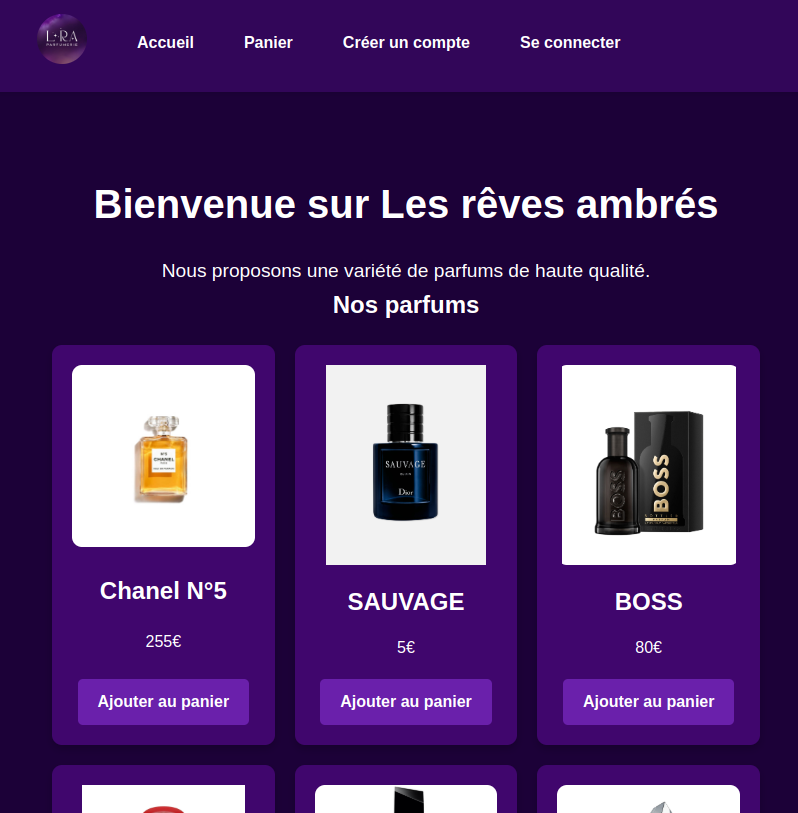 L·RA
PARFUMERIE
Accueil
Panier
Créer un compte
Se connecter
Bienvenue sur Les rêves ambrés
Nous proposons une variété de parfums de haute qualité.
Nos parfums
N°5
CHANEL
SAUVAGE
Dior
BOSS
BOSS
BOTTLED
Chanel N°5
SAUVAGE
BOSS
255€
5€
80€
Ajouter au panier
Ajouter au panier
Ajouter au panier